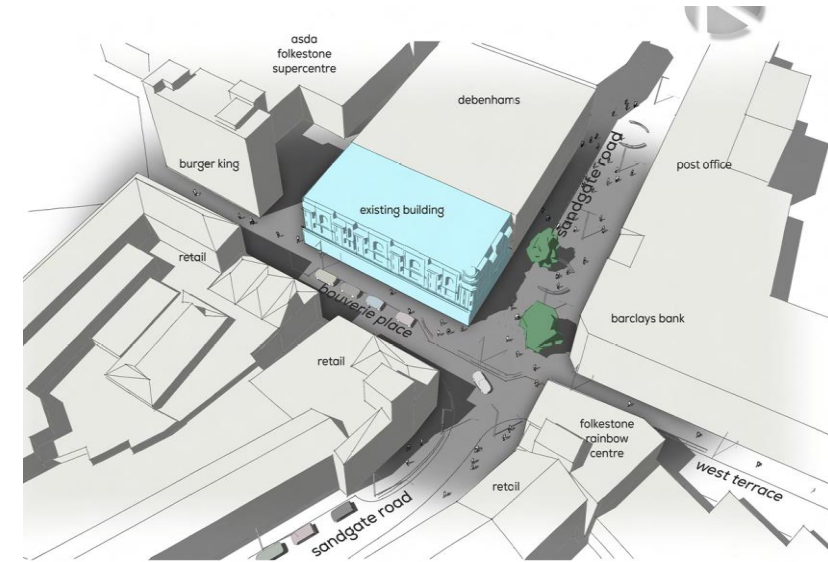 asda
folkestone
supercentre
debenhams
burger king
post office
sandgate road
existing building
retail
bouverie place
barclays bank
retail
folkestone
rainbow
centre
west terrace
retail
sandgate road